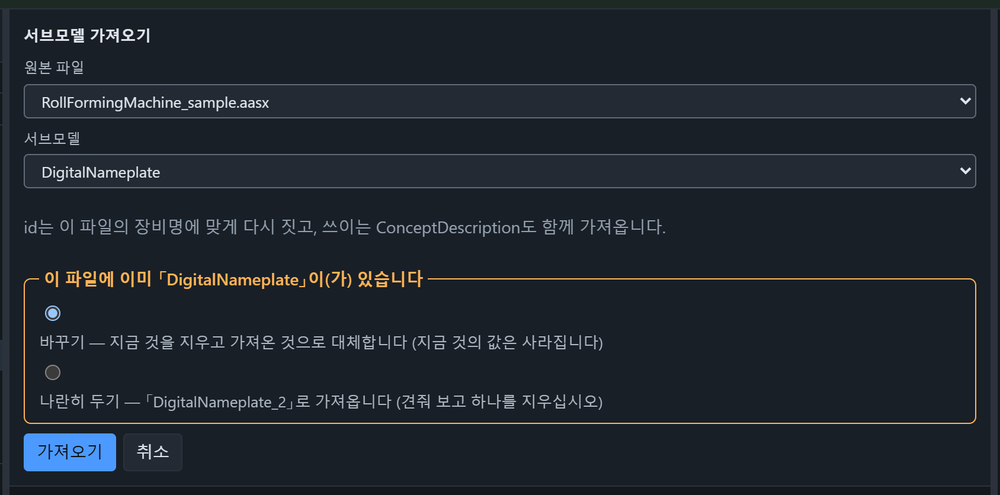 서브모델 가져오기
원본 파일
RollFormingMachine_sample.aasx
서브모델
DigitalNameplate
id는 이 파일의 장비명에 맞게 다시 짓고, 쓰이는 ConceptDescription도 함께 가져옵니다.
이 파일에 이미 「DigitalNameplate」이(가) 있습니다
바꾸기 — 지금 것을 지우고 가져온 것으로 대체합니다 (지금 것의 값은 사라집니다)
나란히 두기 — 「DigitalNameplate_2」로 가져옵니다 (견줘 보고 하나를 지우십시오)
가져오기 취소